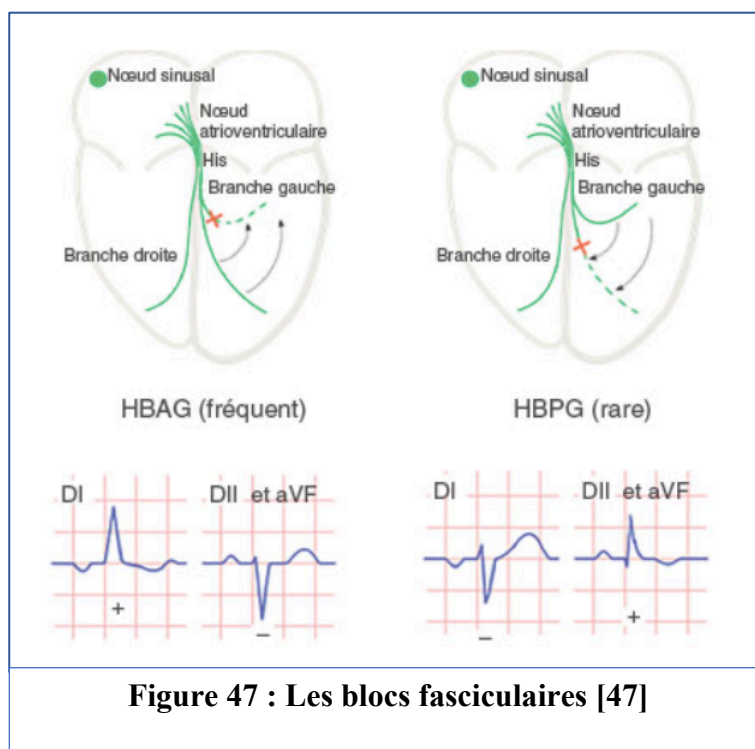 Nœud sinusal
Nœud
atrioventriculaire
His
Branche gauche
Branche droite
HBAG (fréquent)
Nœud sinusal
Nœud
atrioventriculaire
His
Branche gauche
Branche droite
HBPG (rare)
DI
+
DII et aVF
–
DI
–
DII et aVF
+
Figure 47 : Les blocs fasciculaires [47]